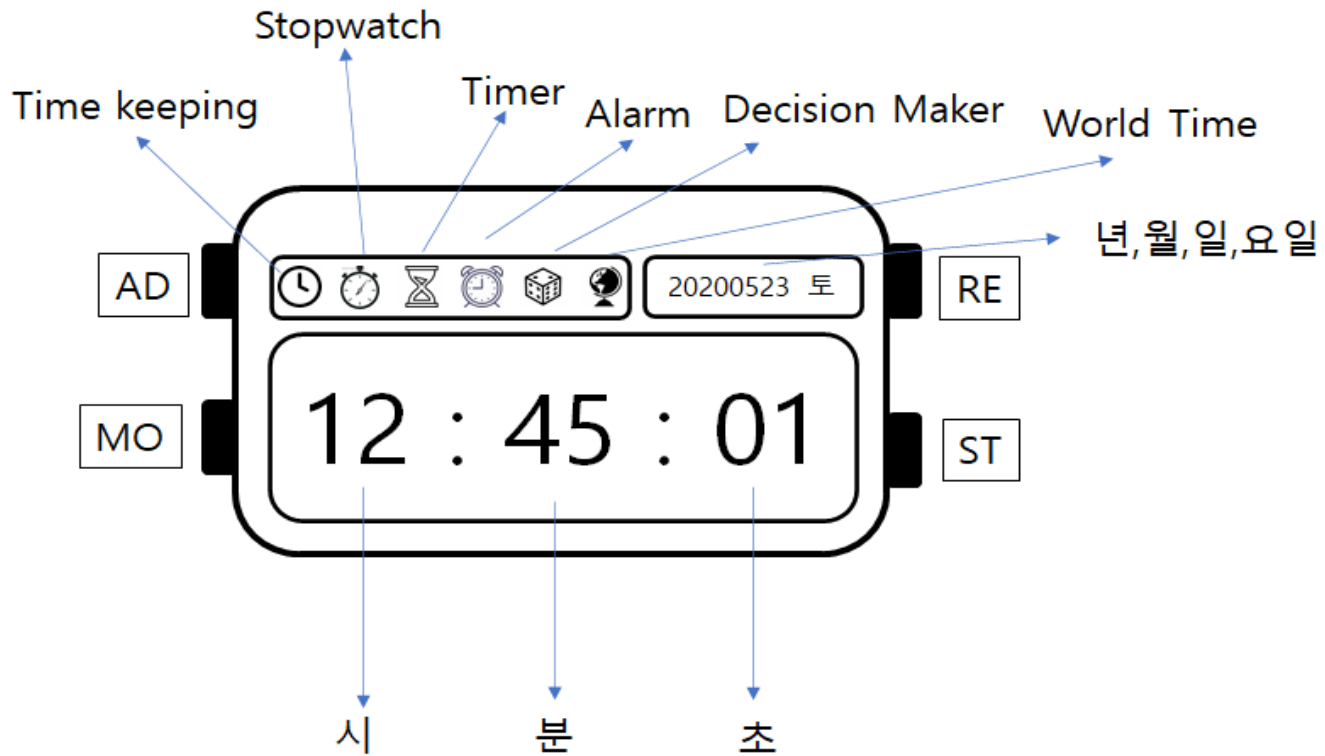 Stopwatch
Time keeping
Timer
Alarm
Decision Maker
World Time
년,월,일,요일
AD
20200523 토
RE
MO
12 : 45 : 01
ST
시
분
초